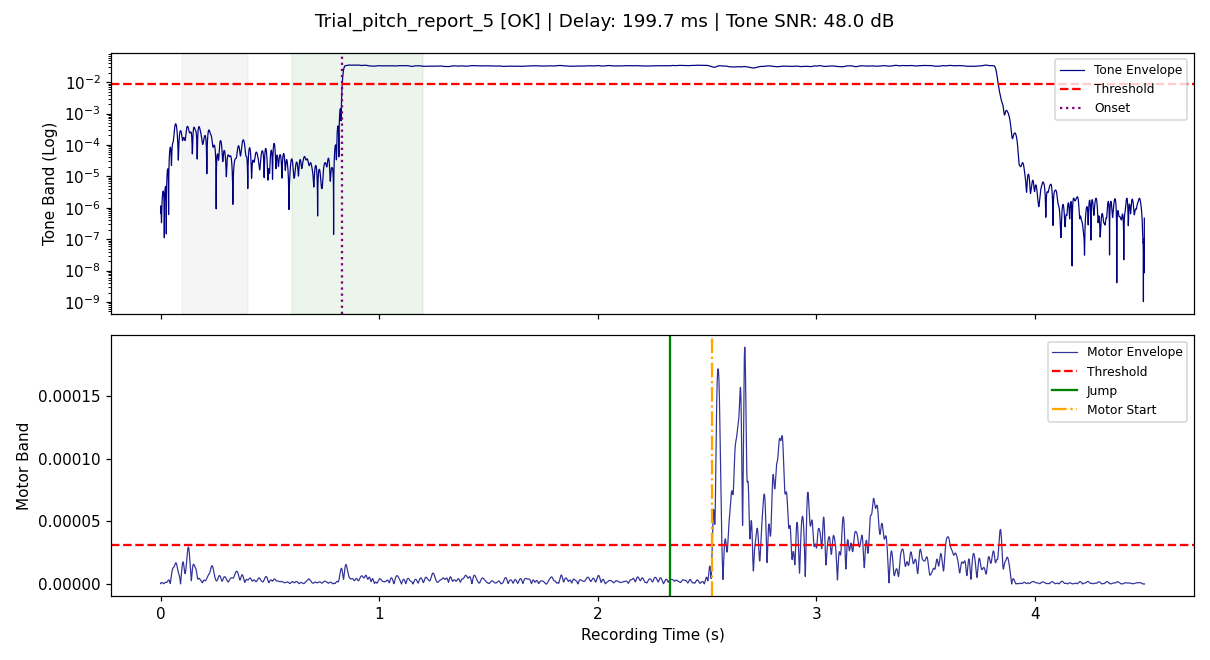 Trial_pitch_report_5 [OK] | Delay: 199.7 ms | Tone SNR: 48.0 dB
Tone Band (Log)
10⁻²
10⁻³
10⁻⁴
10⁻⁵
10⁻⁶
10⁻⁷
10⁻⁸
10⁻⁹
Tone Envelope
Threshold
Onset
Motor Band
0.00015
0.00010
0.00005
0.00000
Motor Envelope
Threshold
Jump
Motor Start
0 1 2 3 4
Recording Time (s)